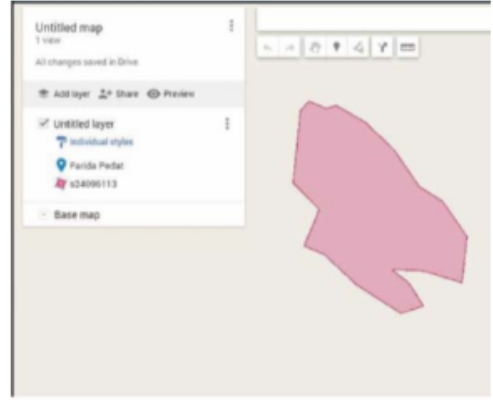 Untitled map
1 view
All changes saved in Drive
Add layer Share Preview
Untitled layer
Individual styles
Farida Pedat
s24096113
Base map